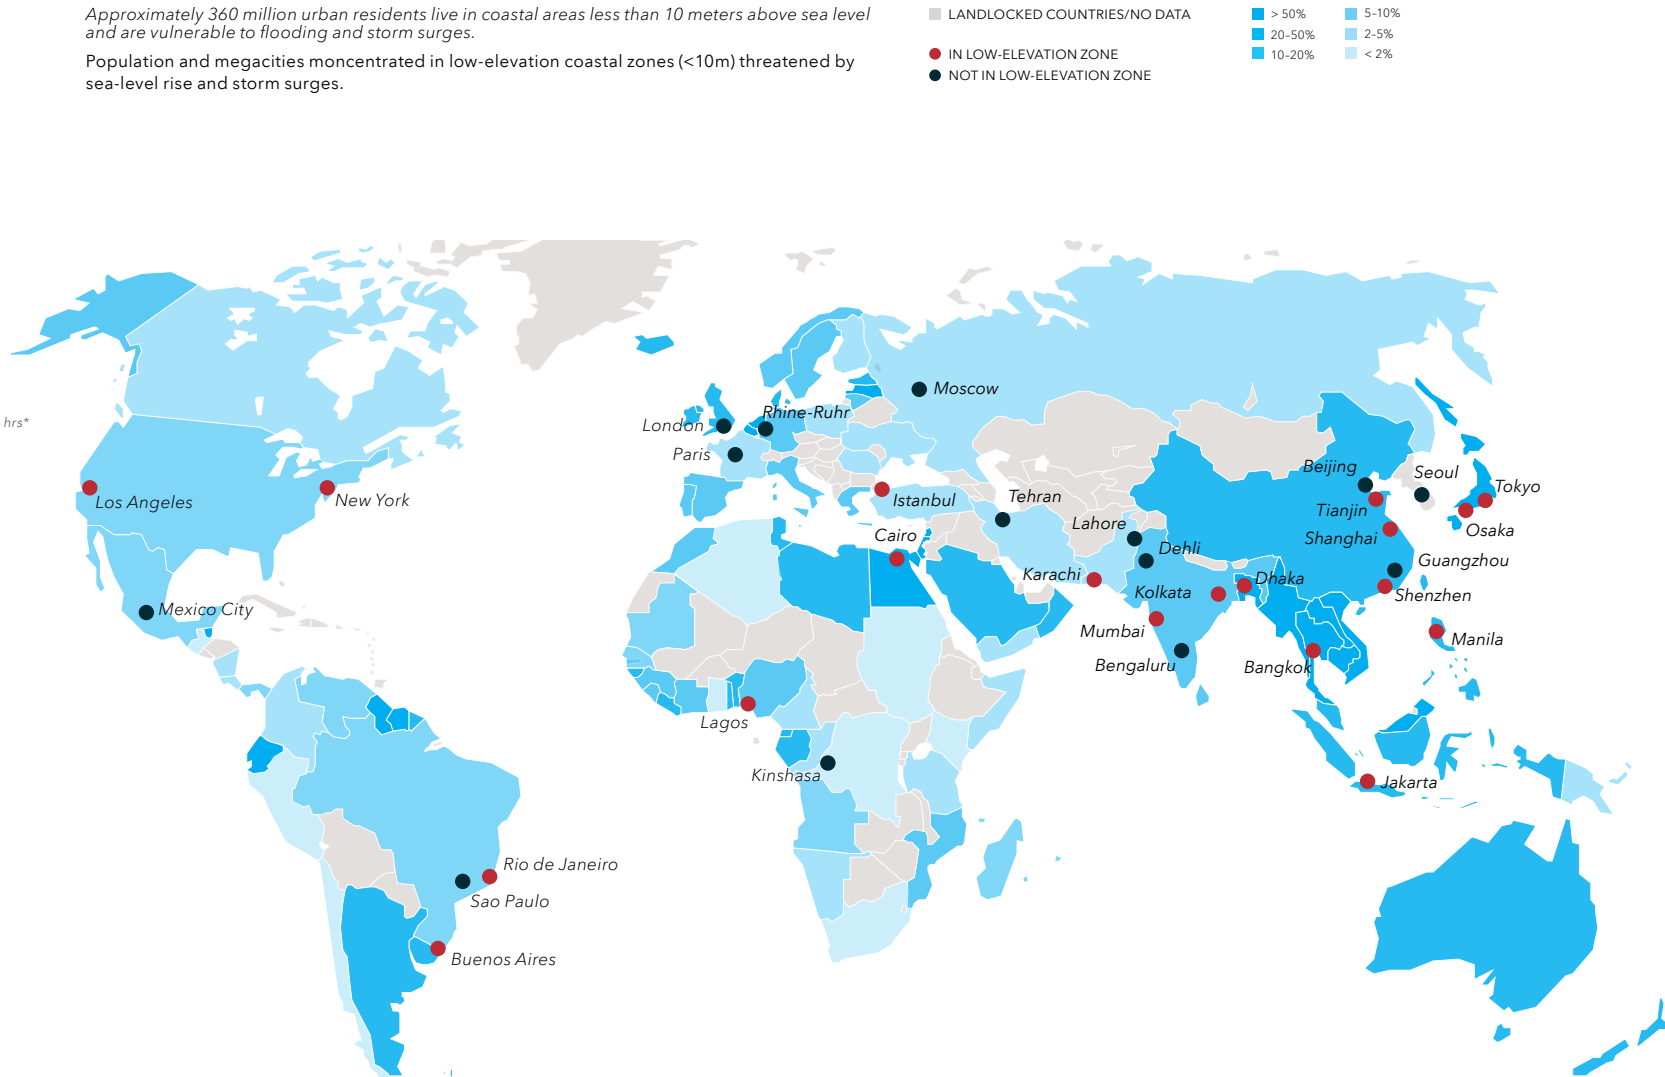 Approximately 360 million urban residents live in coastal areas less than 10 meters above sea level
and are vulnerable to flooding and storm surges.
Population and megacities moncentrated in low-elevation coastal zones (<10m) threatened by
sea-level rise and storm surges.
LANDLOCKED COUNTRIES/NO DATA
IN LOW-ELEVATION ZONE
NOT IN LOW-ELEVATION ZONE
> 50%
20–50%
10–20%
5–10%
2–5%
< 2%
hrs*
Moscow
Rhine-Ruhr
London
Paris
Los Angeles
New York
Istanbul
Tehran
Beijing
Seoul
Tokyo
Tianjin
Osaka
Lahore
Cairo
Shanghai
Dehli
Guangzhou
Karachi
Dhaka
Kolkata
Shenzhen
Mexico City
Mumbai
Manila
Bengaluru
Bangkok
Lagos
Kinshasa
Jakarta
Rio de Janeiro
Sao Paulo
Buenos Aires